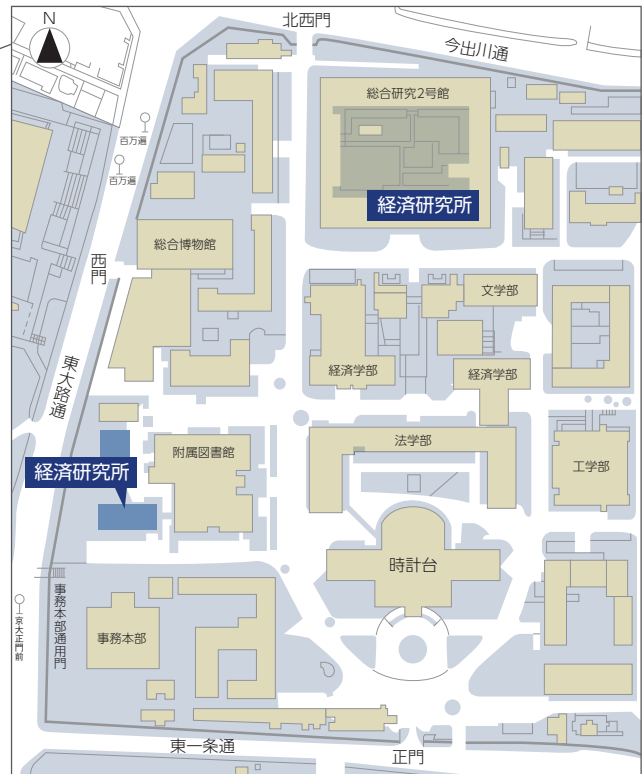 北西門
N
今出川通
総合研究2号館
百万遍
百万遍
経済研究所
総合博物館
西門
文学部
経済学部
経済学部
東大路通
法学部
附属図書館
経済研究所
工学部
時計台
事務本部通用門
京大正門前
事務本部
東一条通
正門